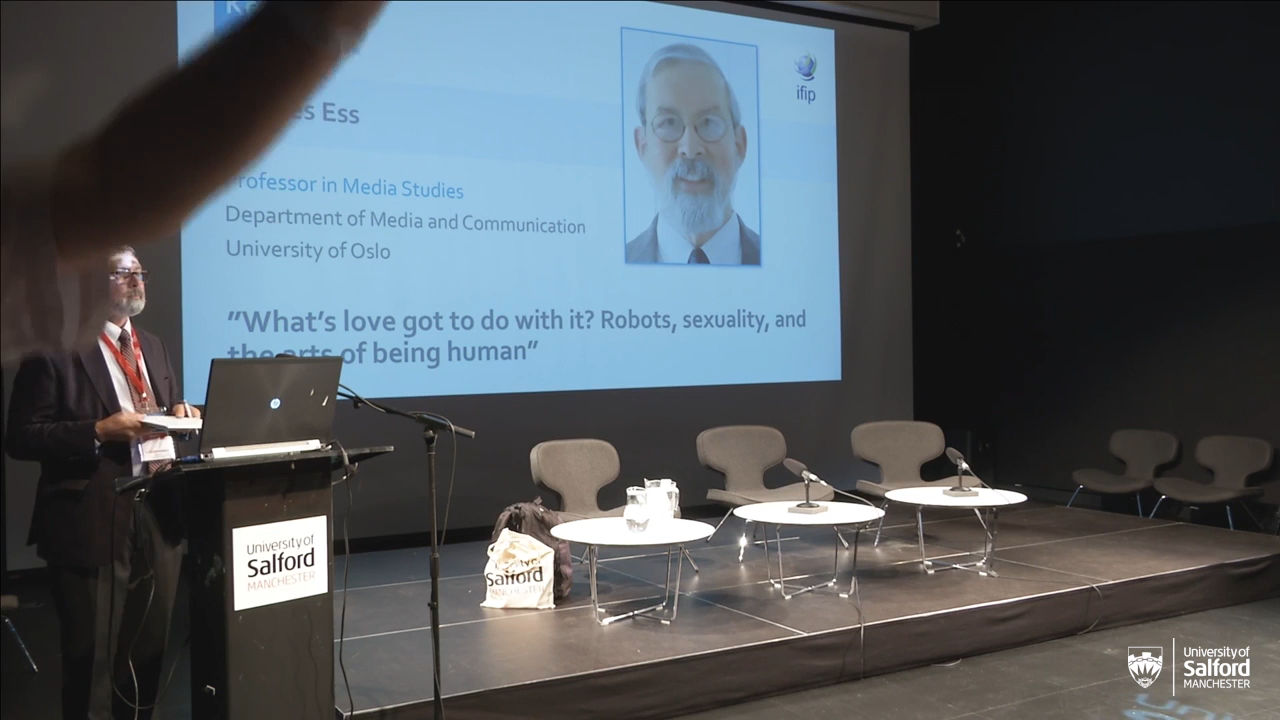 Ess
Professor in Media Studies
Department of Media and Communication
University of Oslo
"What's love got to do with it? Robots, sexuality, and
the arts of being human"
ifip
University of
Salford
MANCHESTER
Salford
MANCHESTER
University of
Salford
MANCHESTER